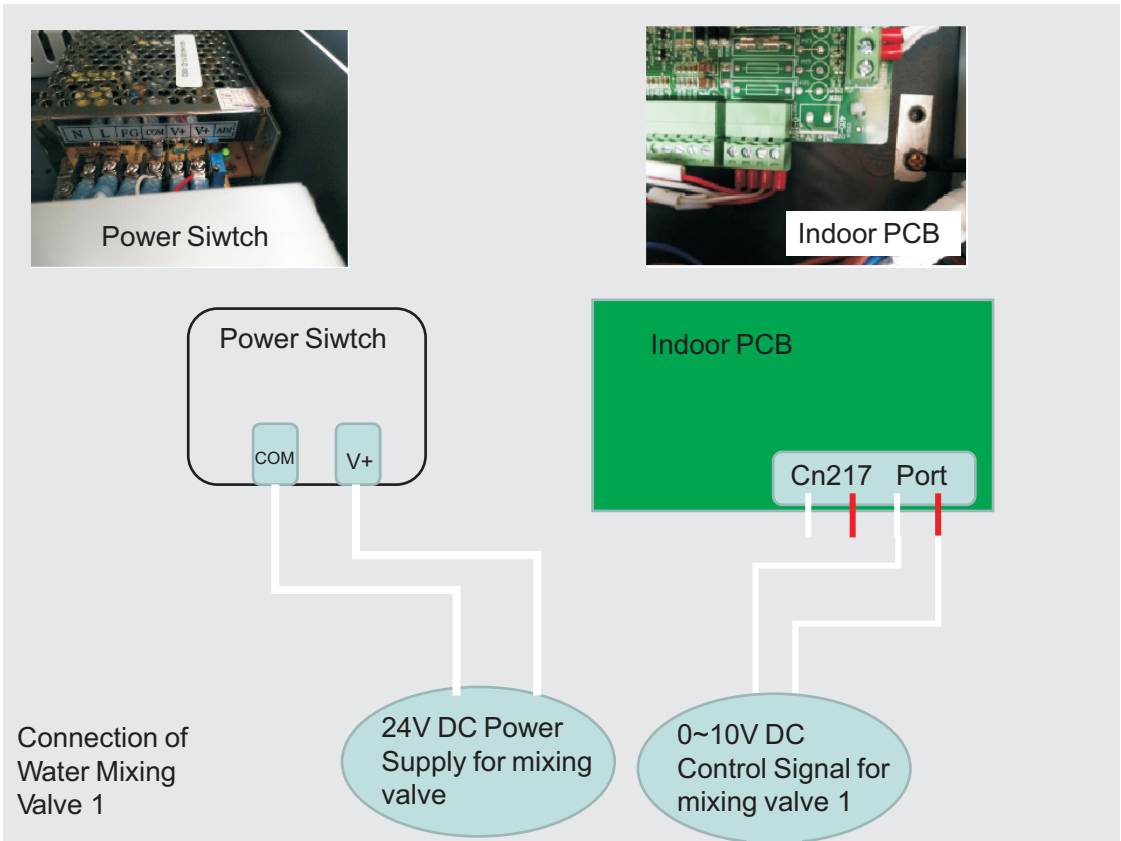 N L FG COM V+ V+ ADJ
Power Siwtch
Indoor PCB
Power Siwtch
COM
V+
Indoor PCB
Cn217 Port
24V DC Power
Supply for mixing
valve
0~10V DC
Control Signal for
mixing valve 1
Connection of
Water Mixing
Valve 1